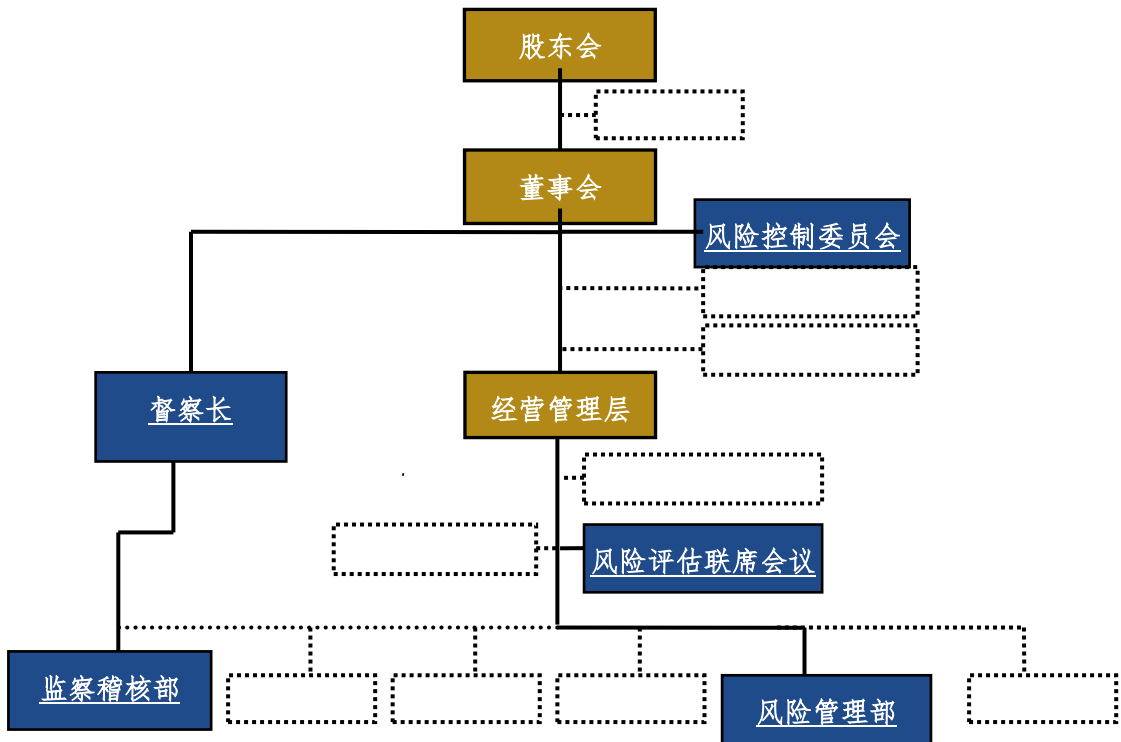 股东会
董事会
风险控制委员会
督察长
经营管理层
风险评估联席会议
监察稽核部
风险管理部